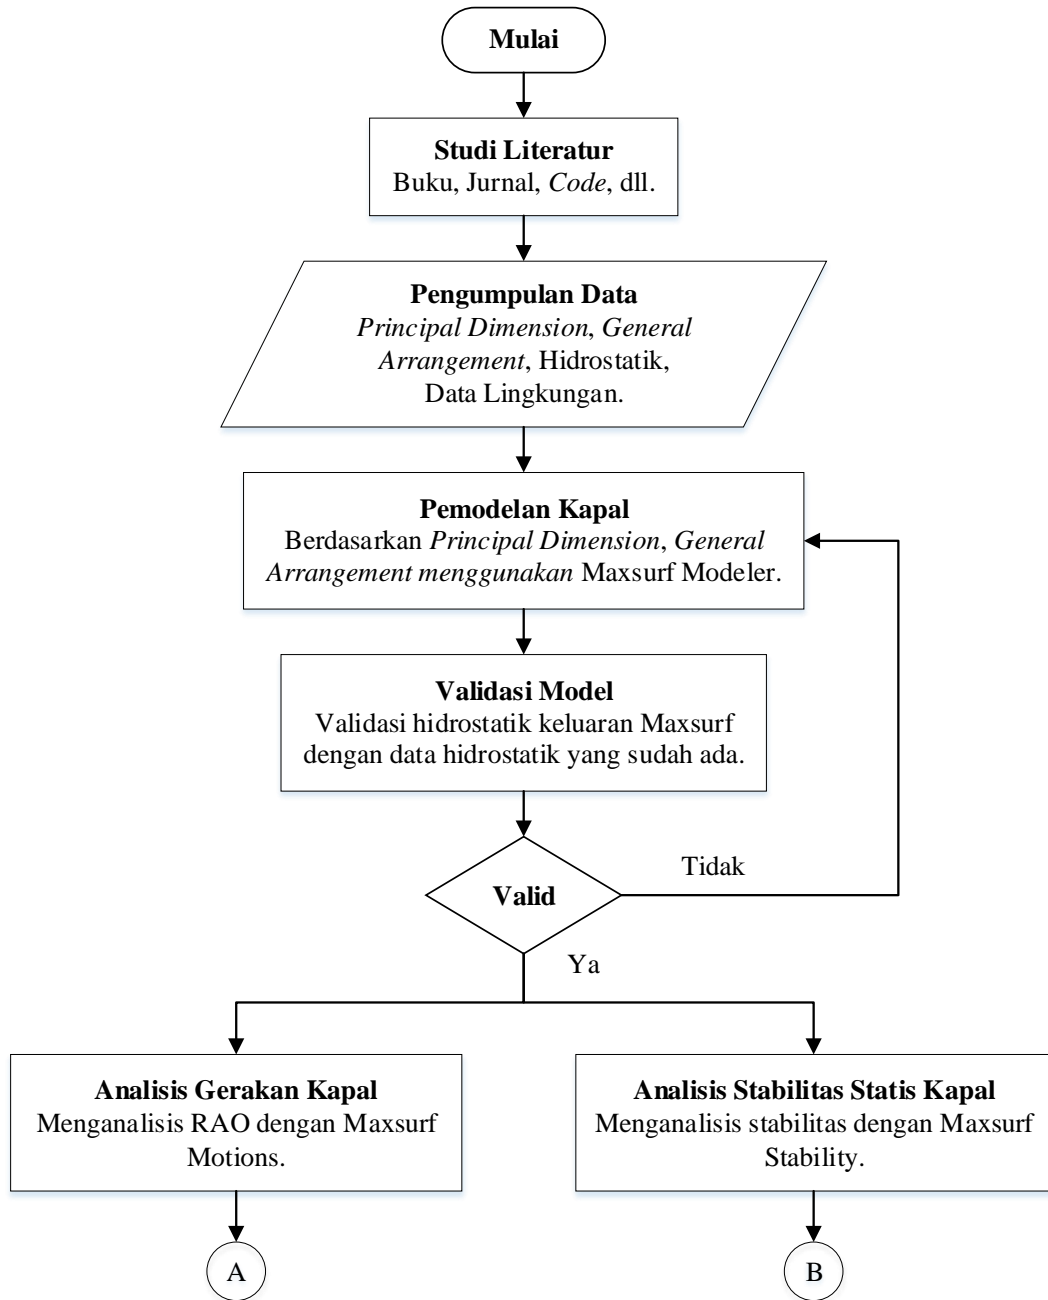 Mulai
Studi Literatur
Buku, Jurnal, Code, dll.
Pengumpulan Data
Principal Dimension, General
Arrangement, Hidrostatik,
Data Lingkungan.
Pemodelan Kapal
Berdasarkan Principal Dimension, General
Arrangement menggunakan Maxsurf Modeler.
Validasi Model
Validasi hidrostatik keluaran Maxsurf
dengan data hidrostatik yang sudah ada.
Valid
Tidak
Ya
Analisis Gerakan Kapal
Menganalisis RAO dengan Maxsurf
Motions.
Analisis Stabilitas Statis Kapal
Menganalisis stabilitas dengan Maxsurf
Stability.
A
B